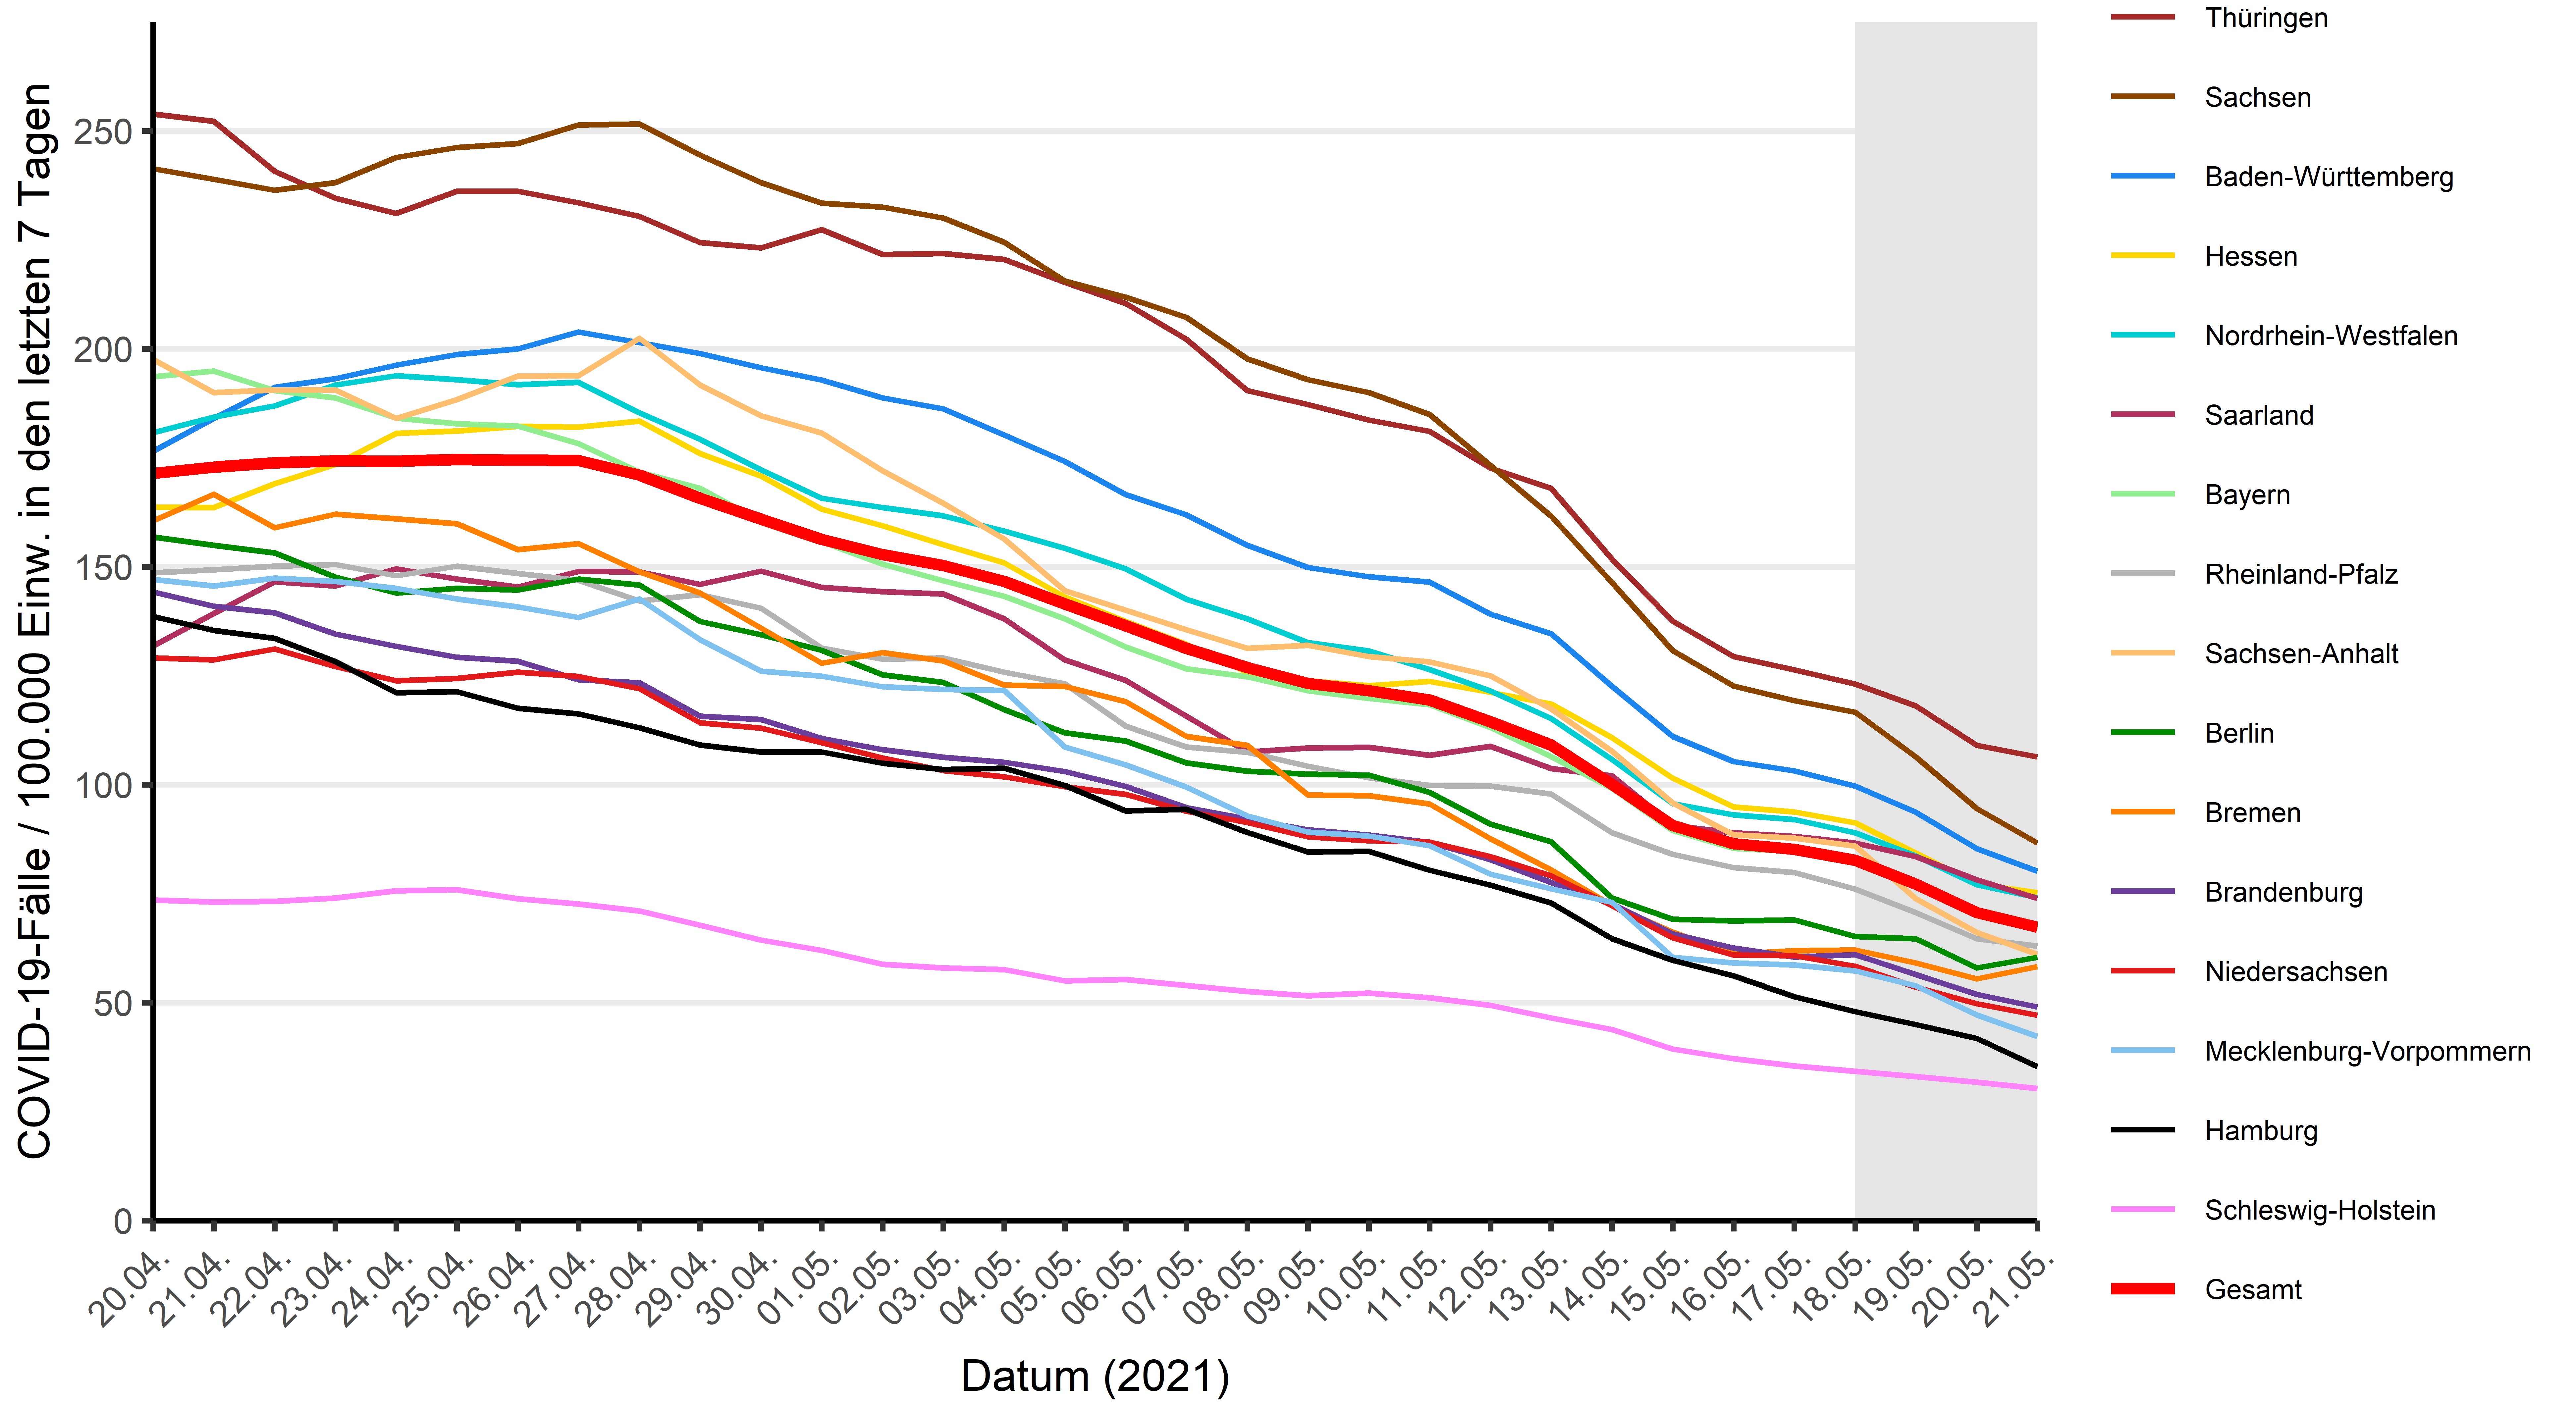 COVID-19-Fälle / 100.000 Einw. in den letzten 7 Tagen
250
200
150
100
50
0
20.04.
21.04.
22.04.
23.04.
24.04.
25.04.
26.04.
27.04.
28.04.
29.04.
30.04.
01.05.
02.05.
03.05.
04.05.
05.05.
06.05.
07.05.
08.05.
09.05.
10.05.
11.05.
12.05.
13.05.
14.05.
15.05.
16.05.
17.05.
18.05.
19.05.
20.05.
21.05.
Datum (2021)
Thüringen
Sachsen
Baden-Württemberg
Hessen
Nordrhein-Westfalen
Saarland
Bayern
Rheinland-Pfalz
Sachsen-Anhalt
Berlin
Bremen
Brandenburg
Niedersachsen
Mecklenburg-Vorpommern
Hamburg
Schleswig-Holstein
Gesamt